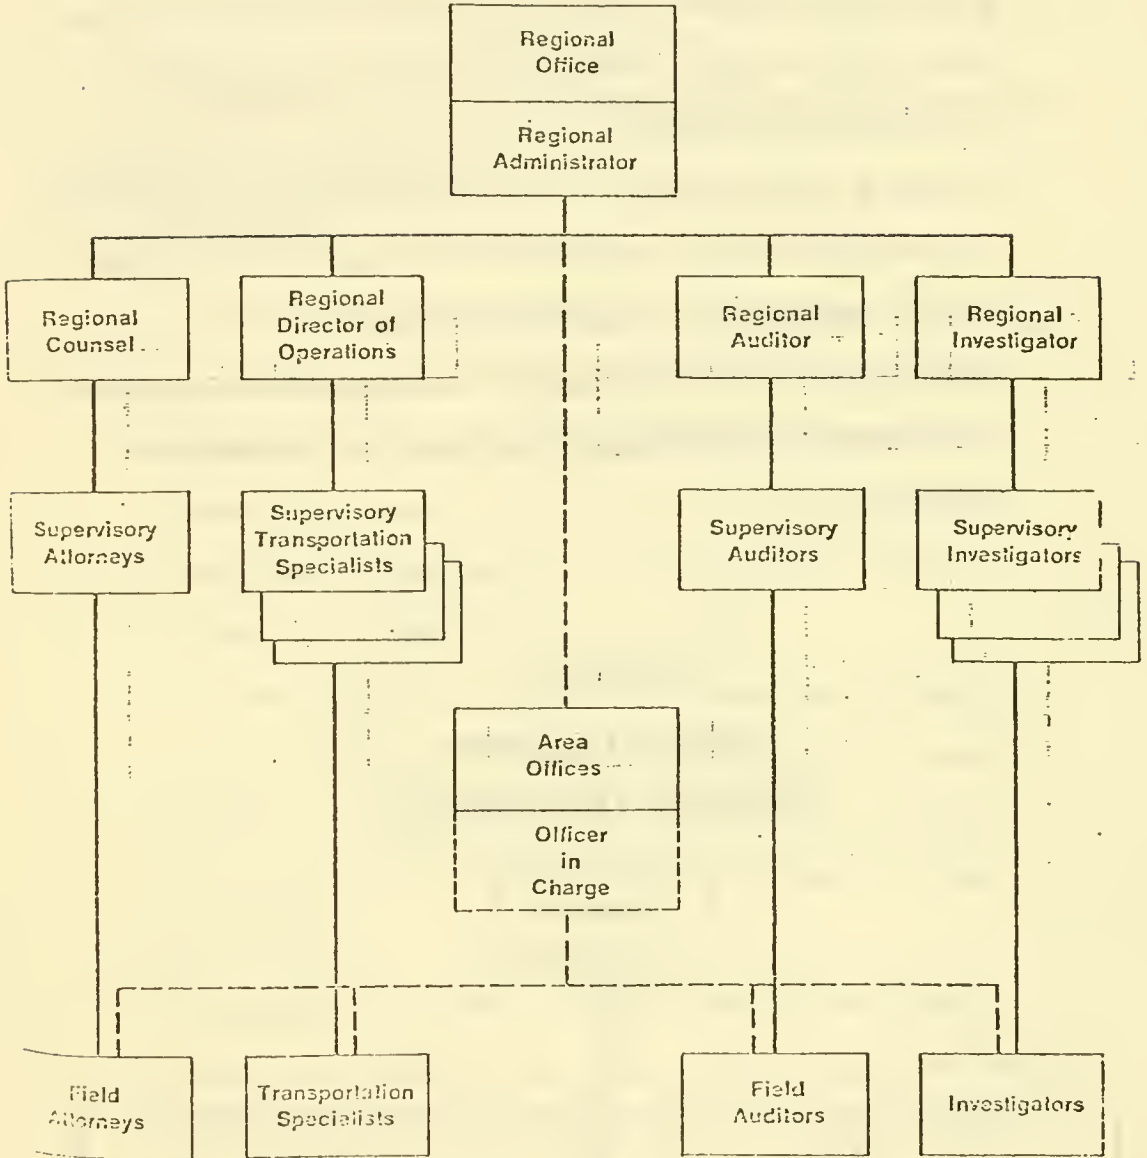 Regional
Office
Regional
Administrator
Regional
Counsel
Regional
Director of
Operations
Regional
Auditor
Regional
Investigator
Supervisory
Attorneys
Supervisory
Transportation
Specialists
Supervisory
Auditors
Supervisory
Investigators
Area
Offices
Officer
in
Charge
Field
Attorneys
Transportation
Specialists
Field
Auditors
Investigators